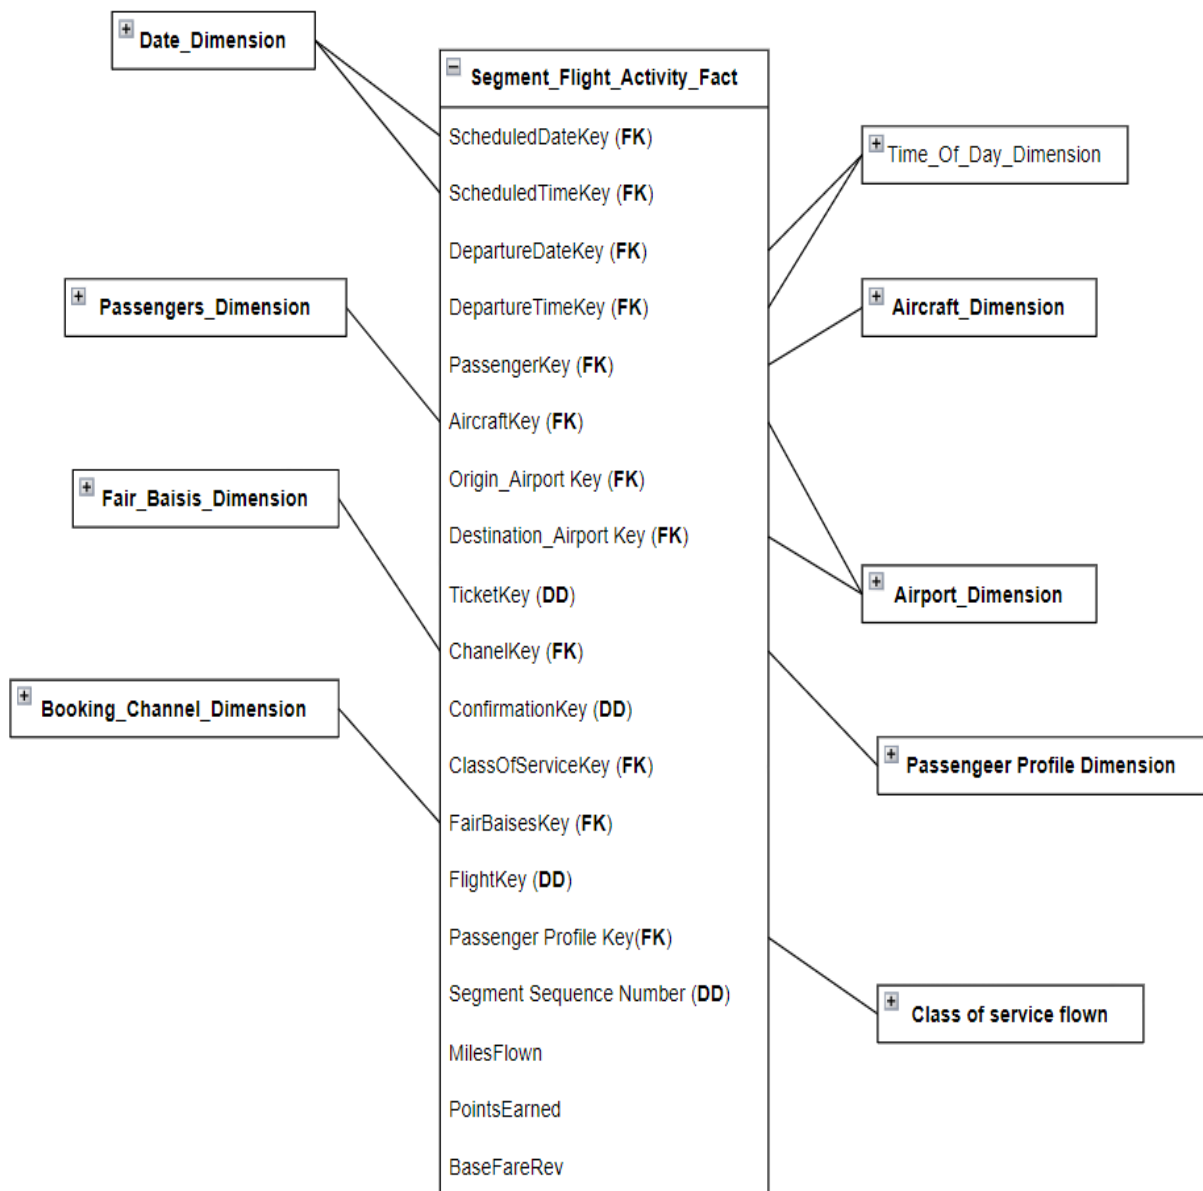 Date_Dimension
Segment_Flight_Activity_Fact
ScheduledDateKey (FK)
Time_Of_Day_Dimension
ScheduledTimeKey (FK)
DepartureDateKey (FK)
Passengers_Dimension
DepartureTimeKey (FK)
Aircraft_Dimension
PassengerKey (FK)
AircraftKey (FK)
Origin_Airport Key (FK)
Fair_Baisis_Dimension
Destination_Airport Key (FK)
TicketKey (DD)
Airport_Dimension
ChanelKey (FK)
Booking_Channel_Dimension
ConfirmationKey (DD)
ClassOfServiceKey (FK)
Passengeer Profile Dimension
FairBaisesKey (FK)
FlightKey (DD)
Passenger Profile Key(FK)
Segment Sequence Number (DD)
Class of service flown
MilesFlown
PointsEarned
BaseFareRev